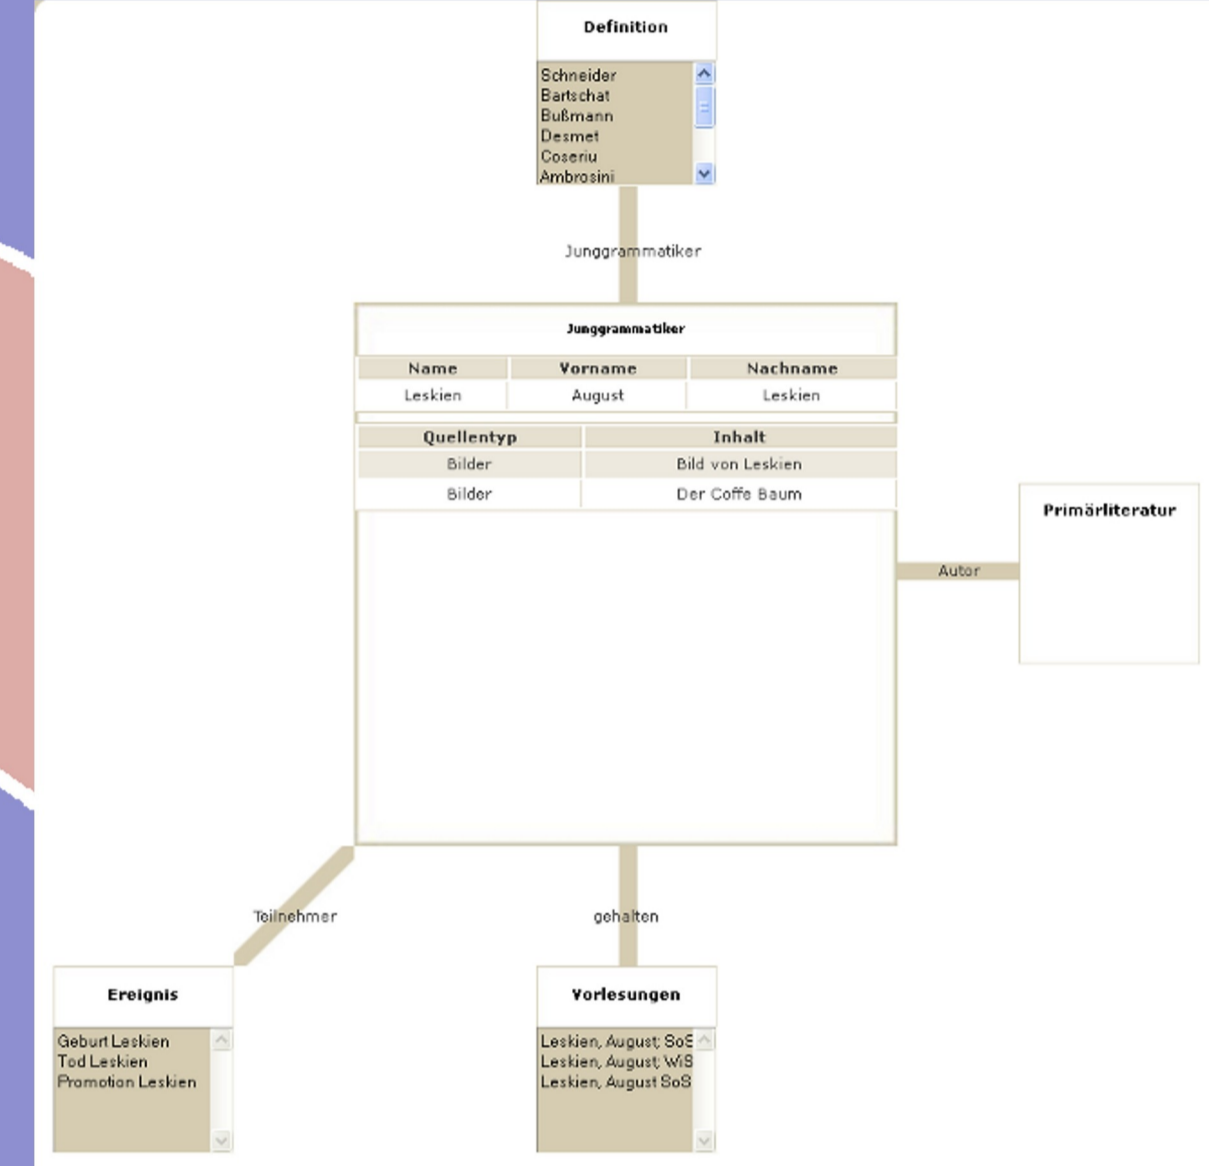 Definition
Schneider
Bartschat
Bußmann
Desmet
Coseriu
Ambrosini
Junggrammatiker
Junggrammatiker
Name Vorname Nachname
Leskien August Leskien
Quellentyp Inhalt
Bilder Bild von Leskien
Bilder Der Coffe Baum
Primärliteratur
Autor
Teilnehmer gehalten
Ereignis
Geburt Leskien
Tod Leskien
Promotion Leskien
Vorlesungen
Leskien, August; SoS
Leskien, August; WiS
Leskien, August SoS